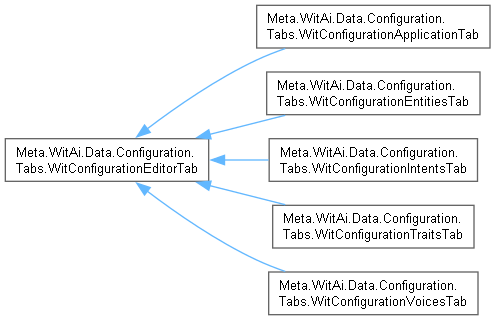 Meta.WitAi.Data.Configuration.
Tabs.WitConfigurationApplicationTab
Meta.WitAi.Data.Configuration.
Tabs.WitConfigurationEntitiesTab
Meta.WitAi.Data.Configuration.
Tabs.WitConfigurationEditorTab
Meta.WitAi.Data.Configuration.
Tabs.WitConfigurationIntentsTab
Meta.WitAi.Data.Configuration.
Tabs.WitConfigurationTraitsTab
Meta.WitAi.Data.Configuration.
Tabs.WitConfigurationVoicesTab